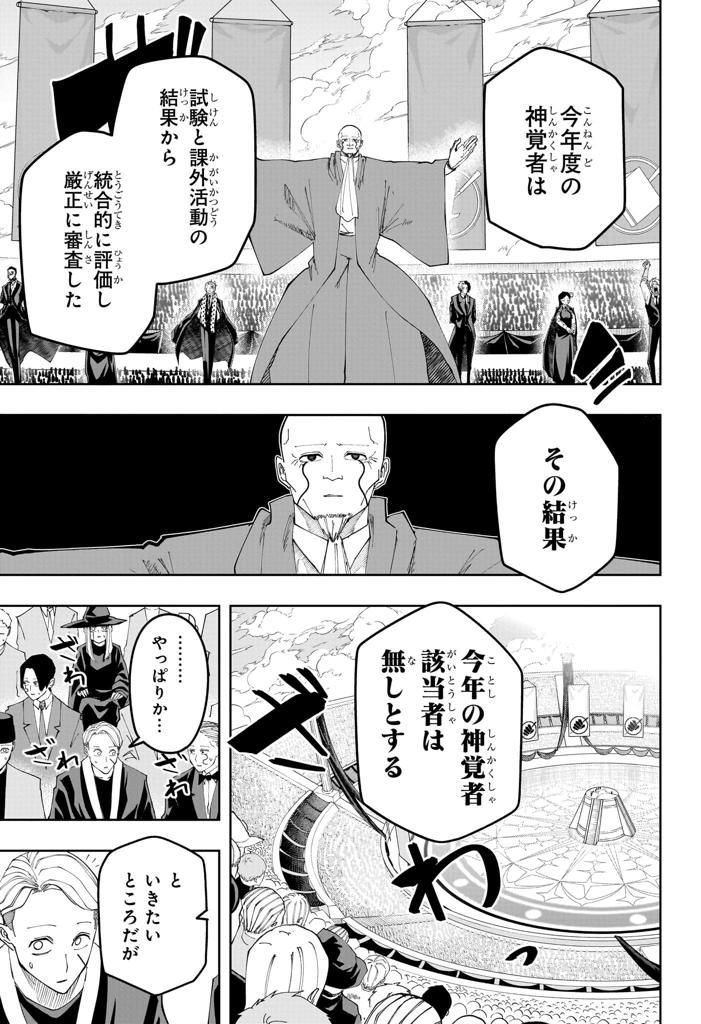 今年度の
神覚者は
試験と課外活動の
結果から
統合的に評価し
厳正に審査した
その結果
今年の神覚者
該当者は
無しとする
ざわ
………
やっぱりか…
ざわ
ざわ
と
いきたい
ところだが